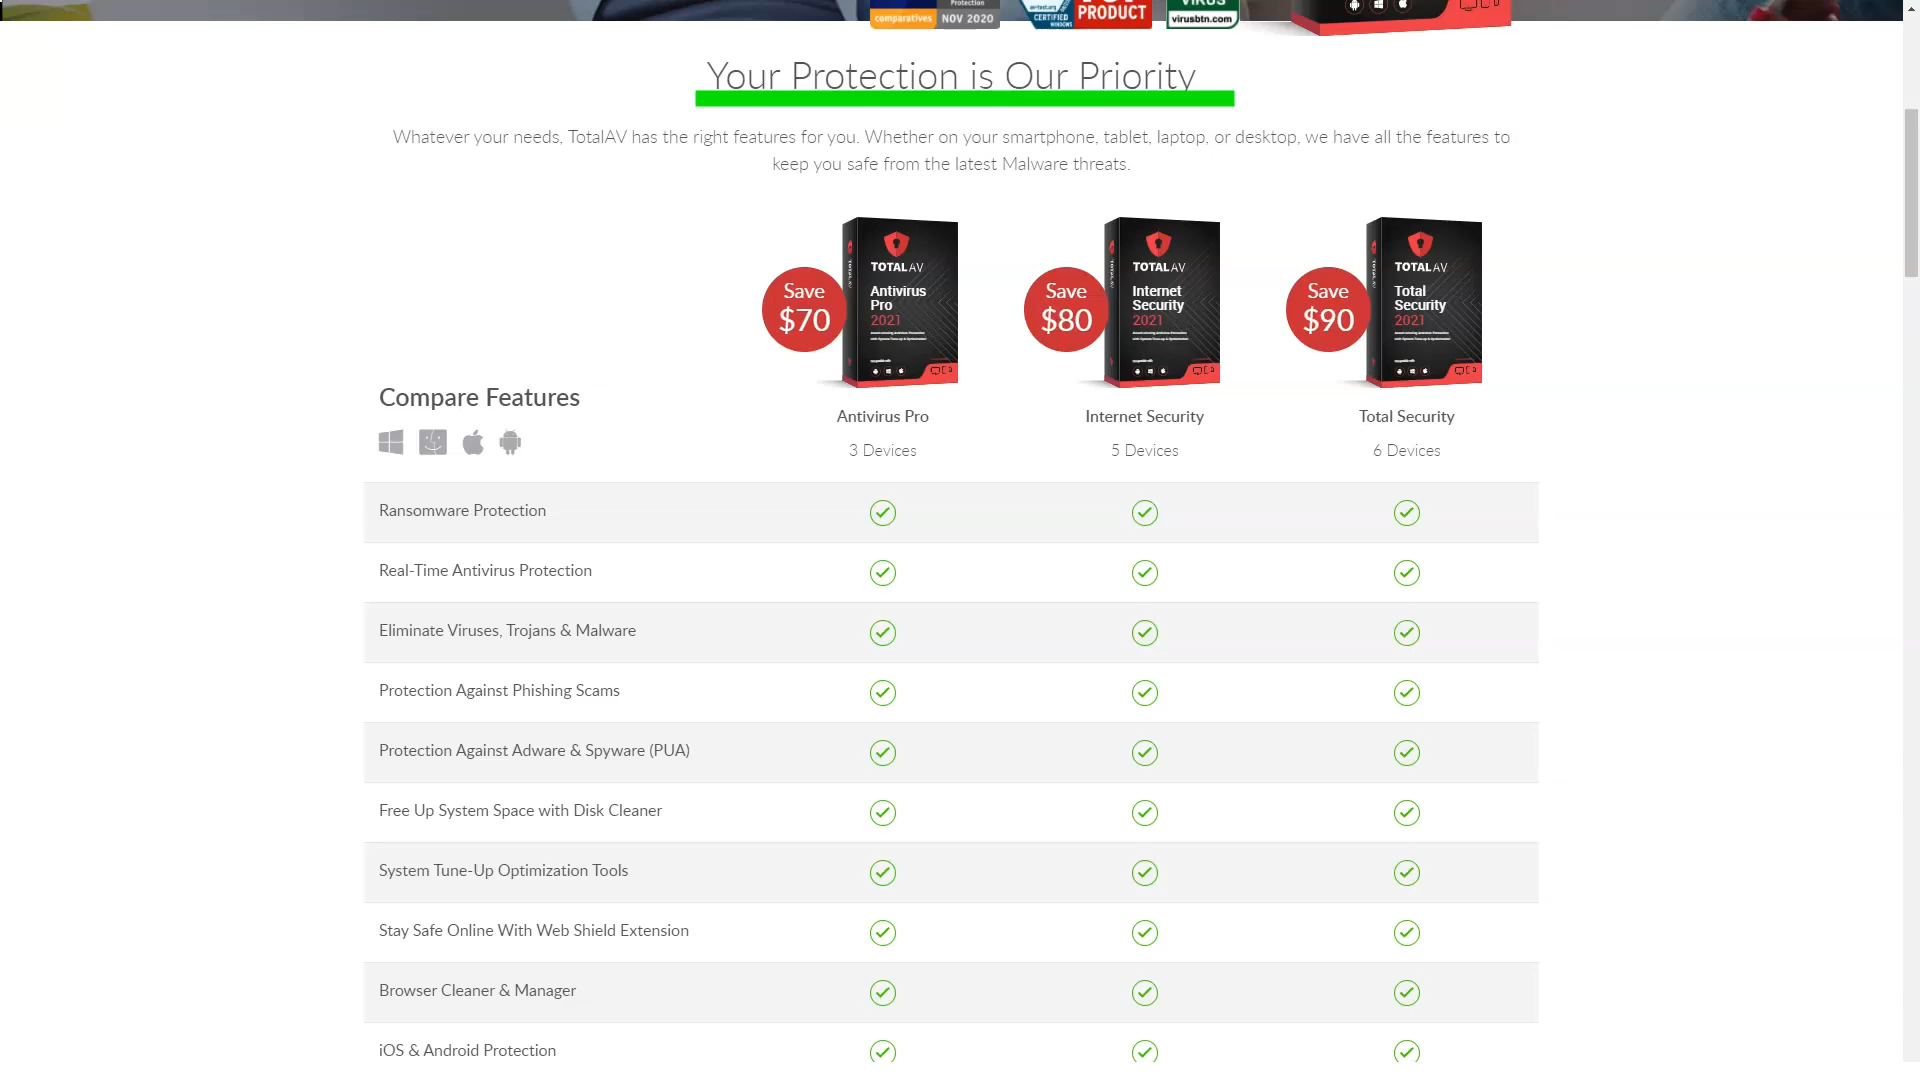 comparatives NOV 2020
Protection
av-test.org
CERTIFIED
WINDOWS
PRODUCT
VIRUS
virusbtn.com
Your Protection is Our Priority
Whatever your needs, TotalAV has the right features for you. Whether on your smartphone, tablet, laptop, or desktop, we have all the features to
keep you safe from the latest Malware threats.
Save
$70
TOTAL AV
Antivirus
Pro
2021
Save
$80
TOTAL AV
Internet
Security
2021
Save
$90
TOTAL AV
Total
Security
2021
Compare Features
Antivirus Pro Internet Security Total Security
3 Devices 5 Devices 6 Devices
Ransomware Protection
Real-Time Antivirus Protection
Eliminate Viruses, Trojans & Malware
Protection Against Phishing Scams
Protection Against Adware & Spyware (PUA)
Free Up System Space with Disk Cleaner
System Tune-Up Optimization Tools
Stay Safe Online With Web Shield Extension
Browser Cleaner & Manager
iOS & Android Protection